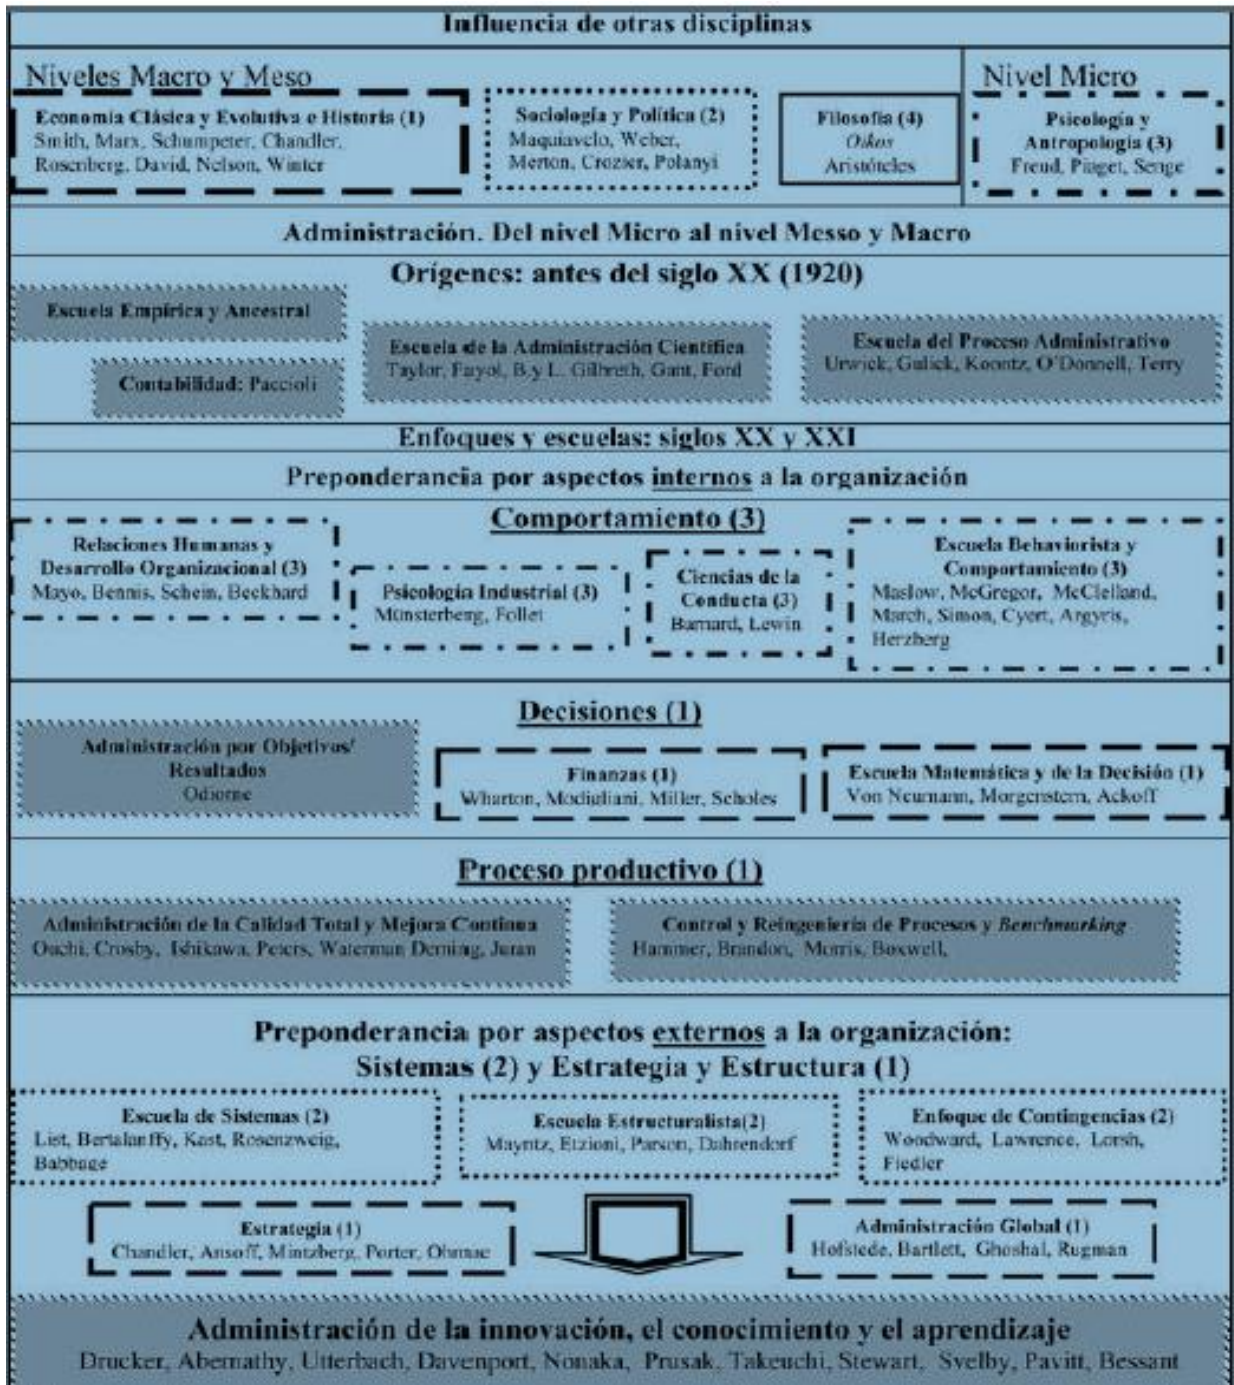 Influencia de otras disciplinas
Niveles Macro y Meso
Economía Clásica y Evolutiva e Historia (1)
Smith, Marx, Schumpeter, Chandler,
Rosenberg, David, Nelson, Winter
Sociología y Política (2)
Maquiavelo, Weber,
Merton, Crozier, Polanyi
Filosofía (4)
Oikos
Aristóteles
Nivel Micro
Psicología y
Antropología (3)
Freud, Piaget, Senge
Administración. Del nivel Micro al nivel Messo y Macro
Orígenes: antes del siglo XX (1920)
Escuela Empírica y Ancestral
Contabilidad: Paccioli
Escuela de la Administración Científica
Taylor, Fayol, B y L. Gilbreth, Gant, Ford
Escuela del Proceso Administrativo
Urwick, Gulick, Koontz, O'Donnell, Terry
Enfoques y escuelas: siglos XX y XXI
Preponderancia por aspectos internos a la organización
Comportamiento (3)
Relaciones Humanas y
Desarrollo Organizacional (3)
Mayo, Bennis, Schein, Beckhard
Psicología Industrial (3)
Münsterberg, Follet
Ciencias de la
Conducta (3)
Barnard, Lewin
Escuela Behaviorista y
Comportamiento (3)
Maslow, McGregor, McClelland,
March, Simon, Cyert, Argyris,
Herzberg
Decisiones (1)
Administración por Objetivos/
Resultados
Odiorne
Finanzas (1)
Wharton, Modigliani, Miller, Scholes
Escuela Matemática y de la Decisión (1)
Von Neumann, Morgenstern, Ackoff
Proceso productivo (1)
Administración de la Calidad Total y Mejora Continua
Ouchi, Crosby, Ishikawa, Peters, Waterman Deming, Juran
Control y Reingeniería de Procesos y Benchmarking
Hammer, Brandon, Morris, Boxwell,
Preponderancia por aspectos externos a la organización:
Sistemas (2) y Estrategia y Estructura (1)
Escuela de Sistemas (2)
List, Bertalanffy, Kast, Rosenzweig,
Babbage
Escuela Estructuralista(2)
Mayntz, Etzioni, Parson, Dahrendorf
Enfoque de Contingencias (2)
Woodward, Lawrence, Lorsh,
Fiedler
Estrategia (1)
Chandler, Ansoff, Mintzberg, Porter, Ohmae
Administración Global (1)
Hofstede, Bartlett, Ghoshal, Rugman
Administración de la innovación, el conocimiento y el aprendizaje
Drucker, Abernathy, Utterbach, Davenport, Nonaka, Prusak, Takeuchi, Stewart, Svelby, Pavitt, Bessant